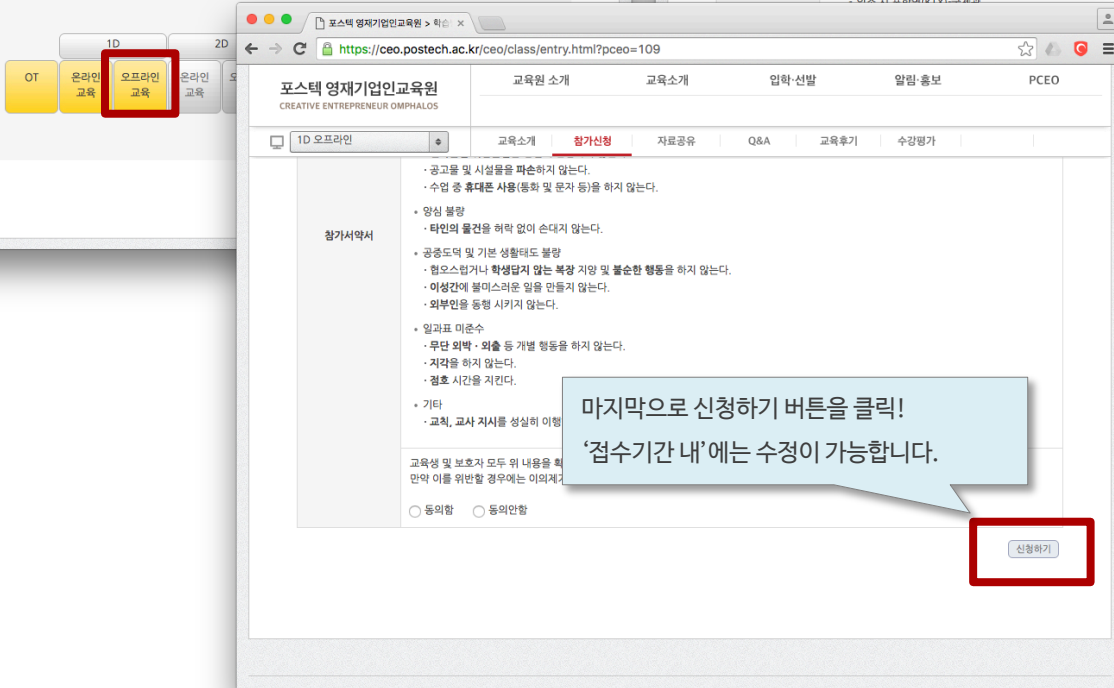 1D
2D
OT
온라인
교육
오프라인
교육
온라인
교육
포스텍 영재기업인교육원 > 학습
https://ceo.postech.ac.kr/ceo/class/entry.html?pceo=109
포스텍 영재기업인교육원
CREATIVE ENTREPRENEUR OMPHALOS
교육원 소개
교육소개
입학·선발
알림·홍보
PCEO
1D 오프라인
교육소개
참가신청
자료공유
Q&A
교육후기
수강평가
· 공고물 및 시설물을 파손하지 않는다.
· 수업 중 휴대폰 사용(통화 및 문자 등)을 하지 않는다.
• 양심 불량
· 타인의 물건을 허락 없이 손대지 않는다.
참가서약서
• 공중도덕 및 기본 생활태도 불량
· 혐오스럽거나 학생답지 않는 복장 지양 및 불순한 행동을 하지 않는다.
· 이성간에 불미스러운 일을 만들지 않는다.
· 외부인을 동행 시키지 않는다.
• 일과표 미준수
· 무단 외박 · 외출 등 개별 행동을 하지 않는다.
· 지각을 하지 않는다.
· 점호 시간을 지킨다.
• 기타
· 교칙, 교사 지시를 성실히 이행
마지막으로 신청하기 버튼을 클릭!
‘접수기간 내’에는 수정이 가능합니다.
교육생 및 보호자 모두 위 내용을 확
만약 이를 위반할 경우에는 이의제기
동의함
동의안함
신청하기